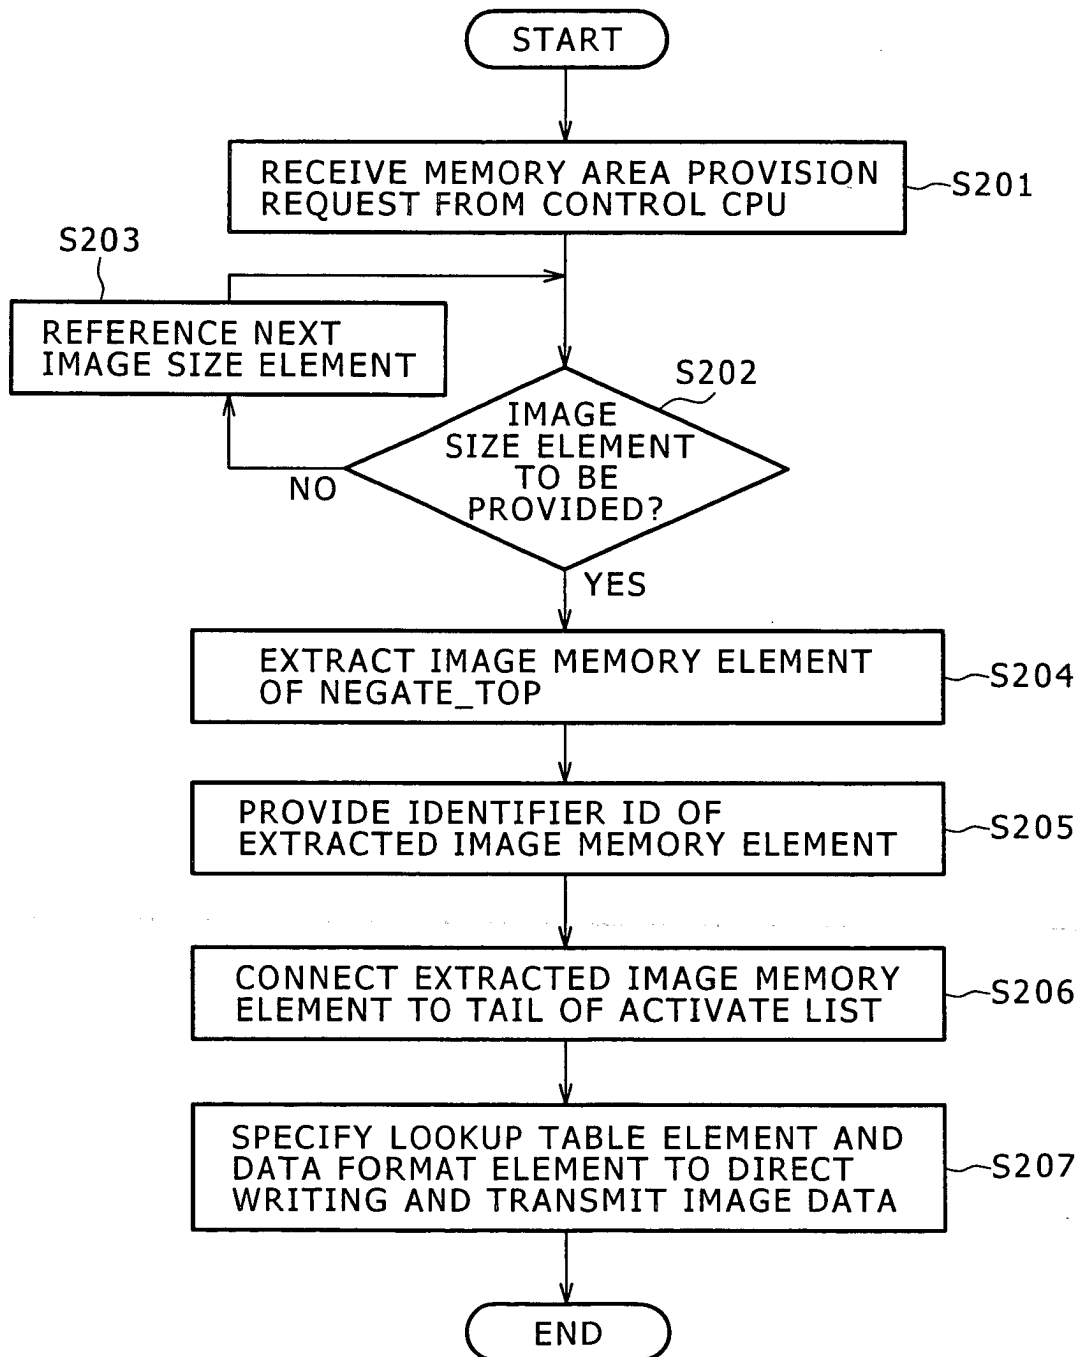 START
RECEIVE MEMORY AREA PROVISION
REQUEST FROM CONTROL CPU
S201
S203
REFERENCE NEXT
IMAGE SIZE ELEMENT
S202
IMAGE
SIZE ELEMENT
TO BE
PROVIDED?
NO
YES
EXTRACT IMAGE MEMORY ELEMENT
OF NEGATE_TOP
S204
PROVIDE IDENTIFIER ID OF
EXTRACTED IMAGE MEMORY ELEMENT
S205
CONNECT EXTRACTED IMAGE MEMORY
ELEMENT TO TAIL OF ACTIVATE LIST
S206
SPECIFY LOOKUP TABLE ELEMENT AND
DATA FORMAT ELEMENT TO DIRECT
WRITING AND TRANSMIT IMAGE DATA
S207
END